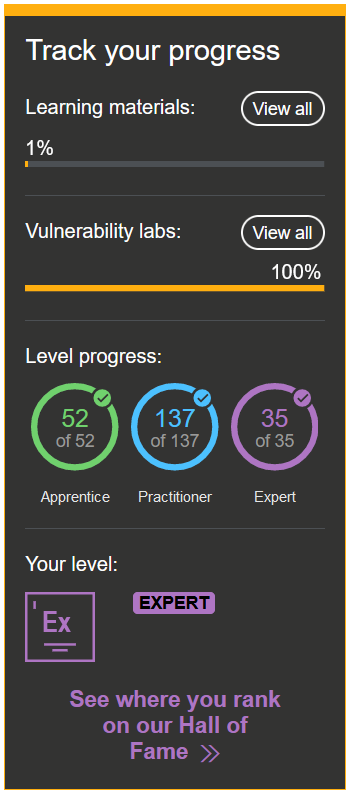 Track your progress
Learning materials:
View all
1%
Vulnerability labs:
View all
100%
Level progress:
52
of 52
137
of 137
35
of 35
Apprentice
Practitioner
Expert
Your level:
Ex
EXPERT
See where you rank
on our Hall of
Fame